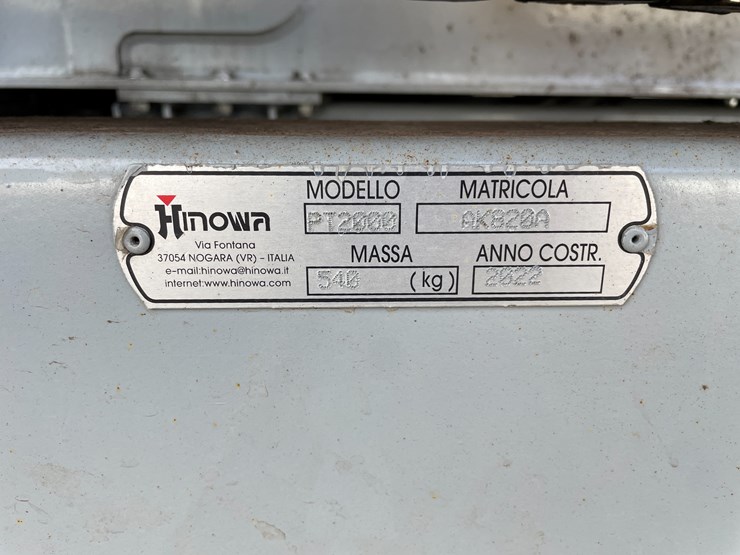 HINOWA
Via Fontana
37054 NOGARA (VR) - ITALIA
e-mail:hinowa@hinowa.it
internet:www.hinowa.com
MODELLO
PT2000
MATRICOLA
AK820A
MASSA
540 (kg)
ANNO COSTR.
2022